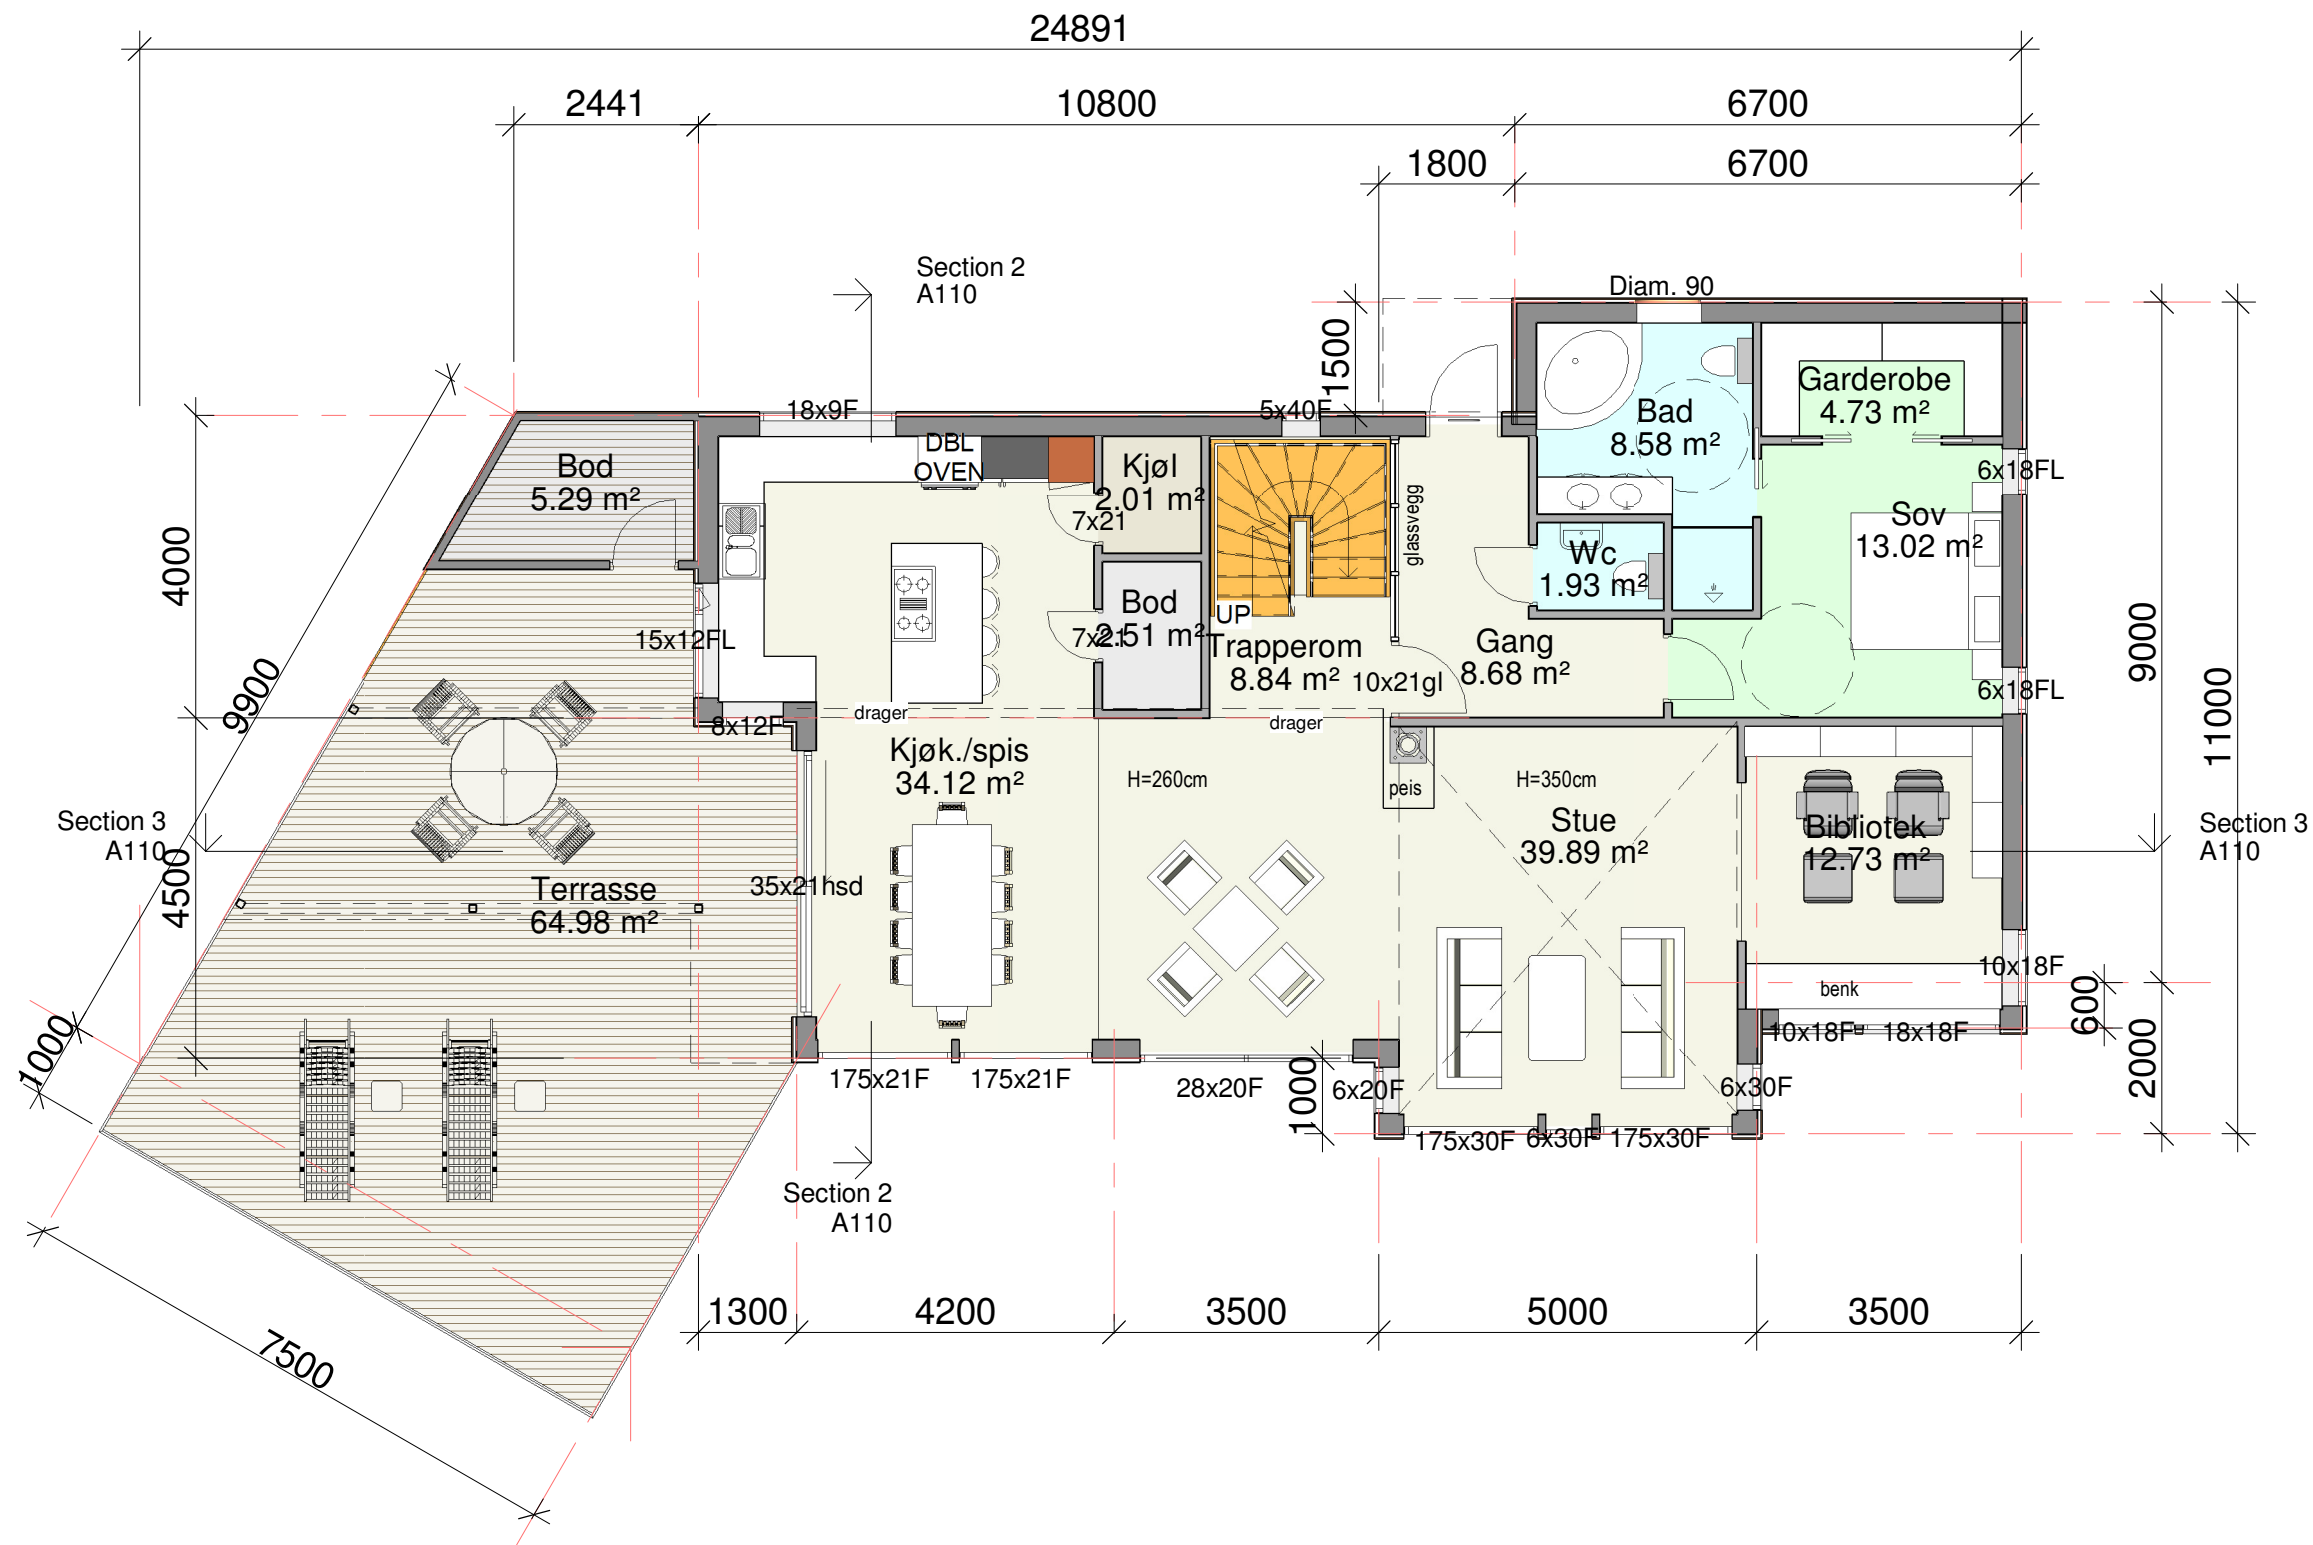 24891
2441
10800
6700
1800
6700
Section 2
A110
Diam. 90
1500
18x9F
5x40F
DBL
OVEN
Bod
5.29 m²
Kjøl
2.01 m²
7x21
glassvegg
Bad
8.58 m²
Garderobe
4.73 m²
6x18FL
Sov
13.02 m²
Wc
1.93 m²
4000
9900
15x12FL
Bod
2.51 m²
7x21
UP
Trapperom
8.84 m²
10x21gl
Gang
8.68 m²
6x18FL
9000
11000
8x12F
drager
drager
Kjøk./spis
34.12 m²
H=260cm
peis
H=350cm
Stue
39.89 m²
Bibliotek
12.73 m²
Section 3
A110
Section 3
A110
4500
Terrasse
64.98 m²
35x21hsd
10x18F
benk
600
10x18F
18x18F
1000
175x21F
175x21F
28x20F
1000
6x20F
6x30F
2000
175x30F
6x30F
175x30F
Section 2
A110
1300
4200
3500
5000
3500
7500